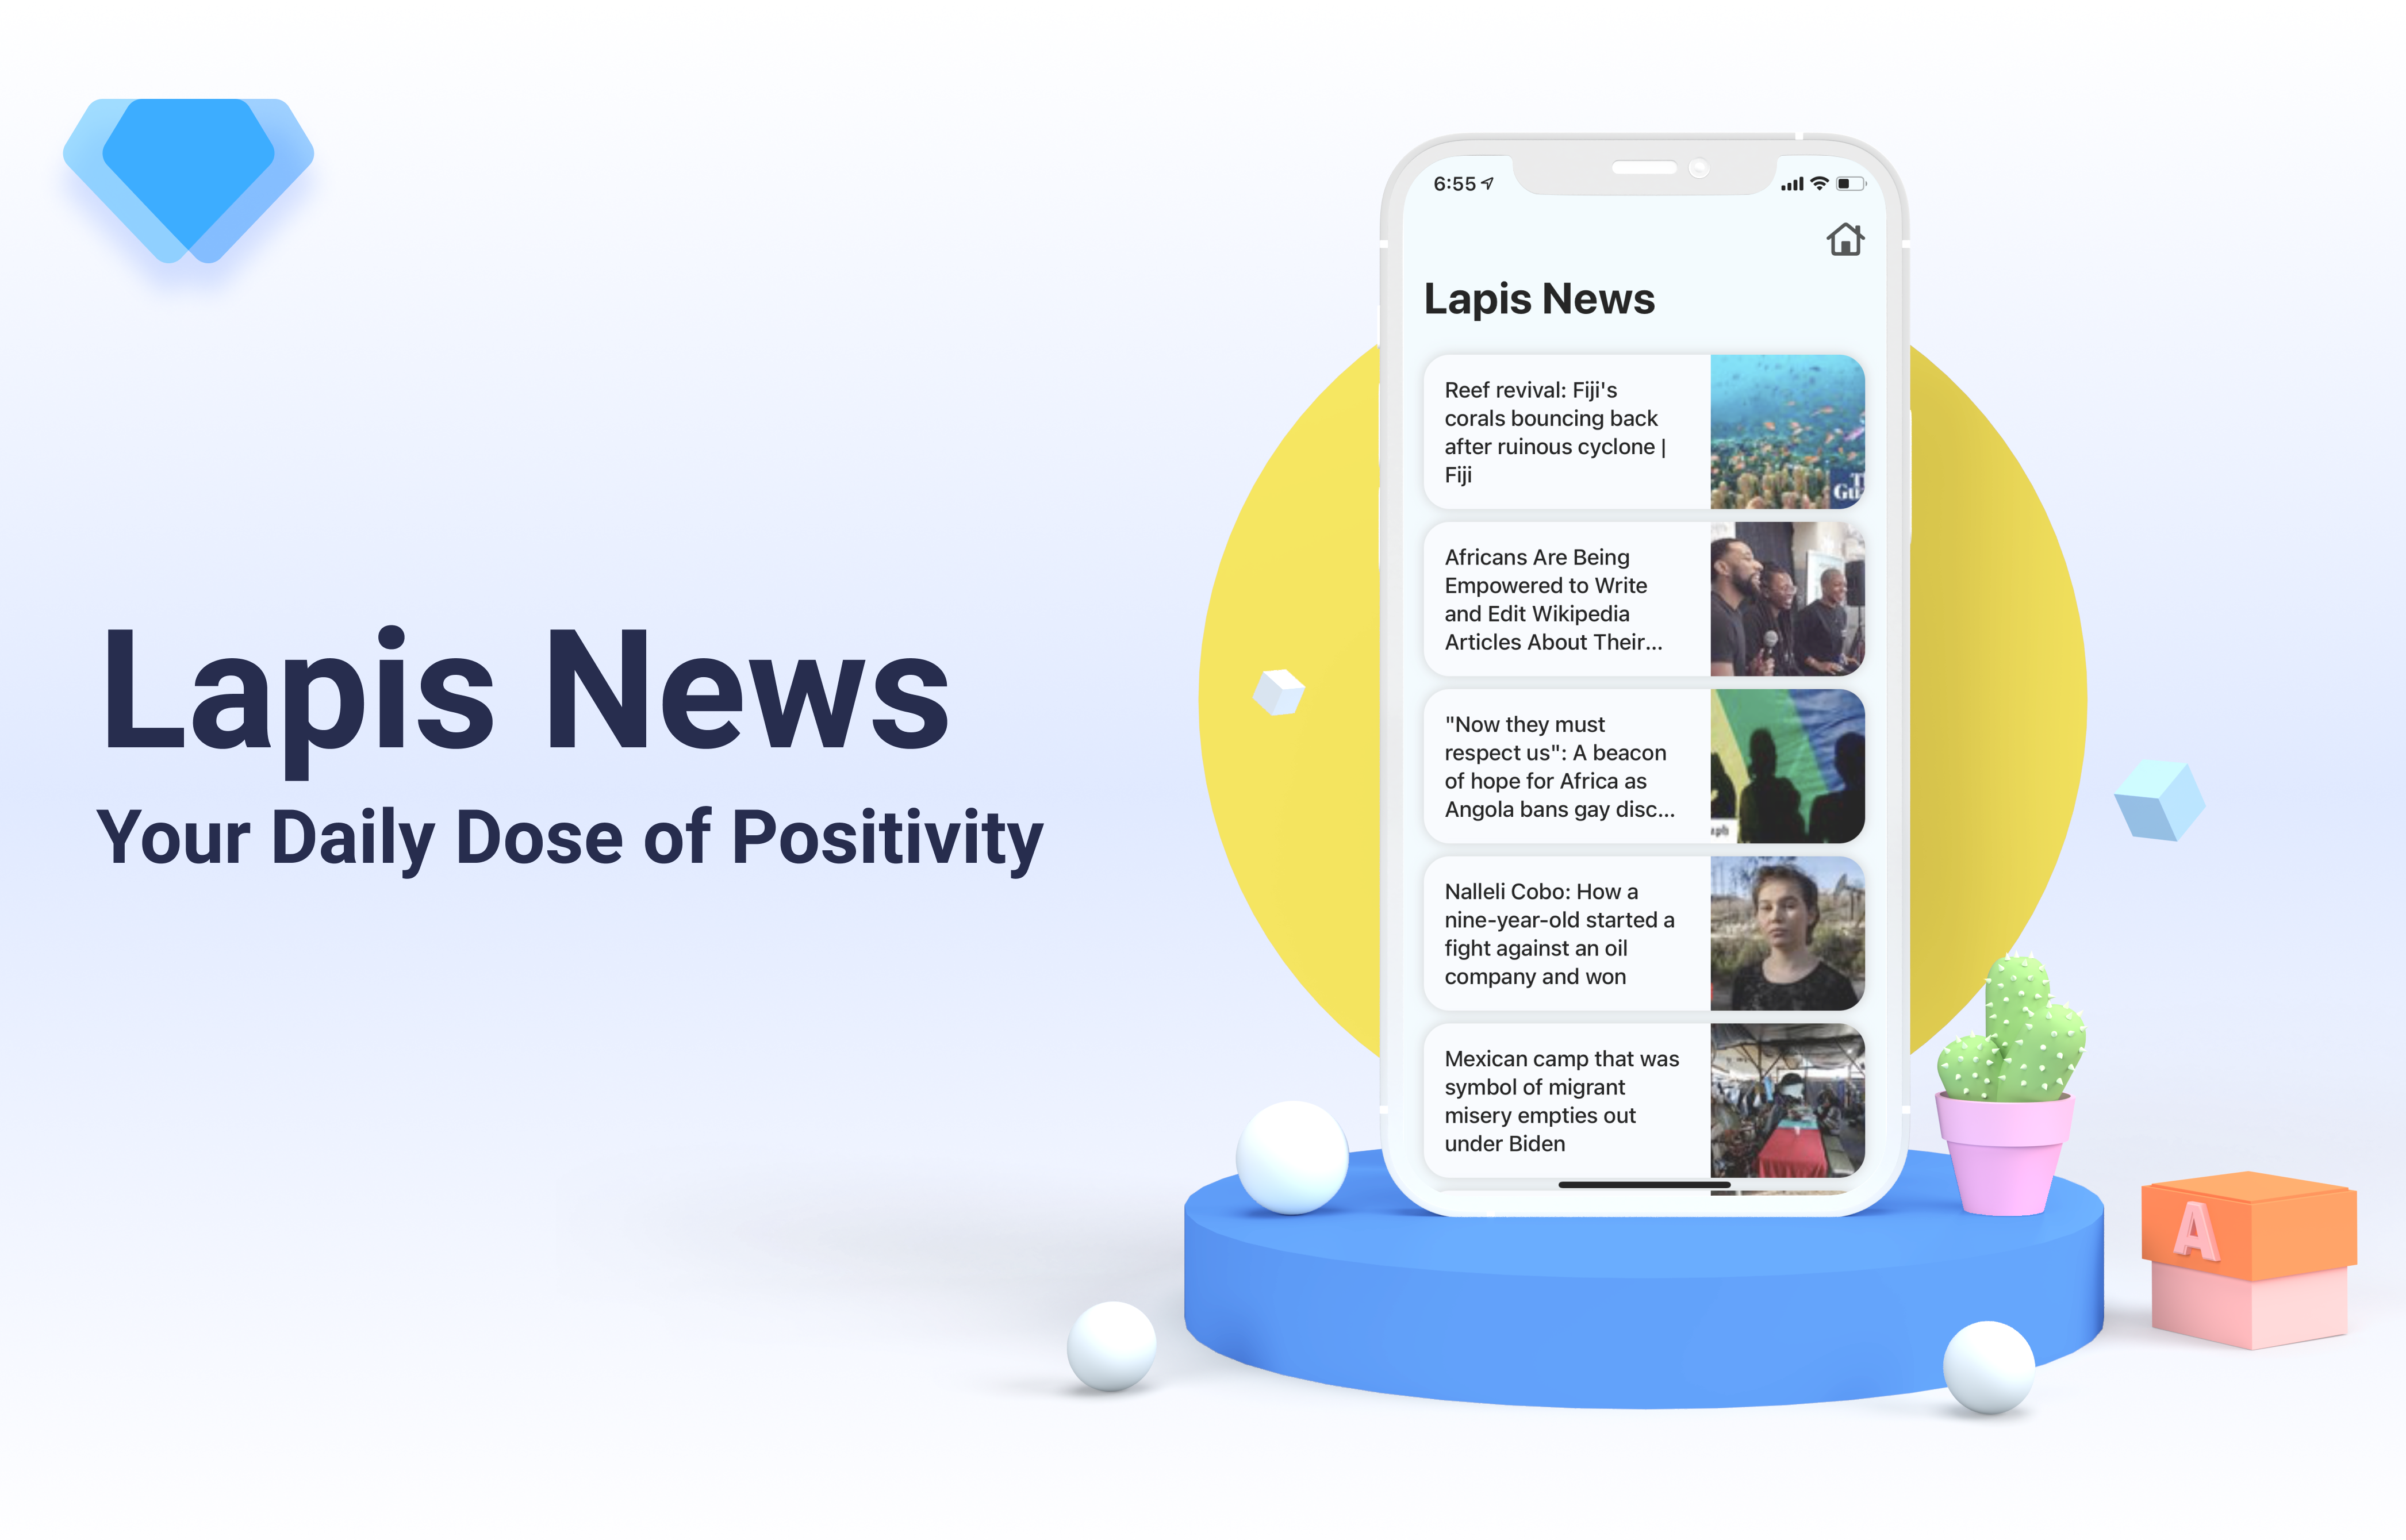 Lapis News
Your Daily Dose of Positivity
6:55
Lapis News
Reef revival: Fiji's
corals bouncing back
after ruinous cyclone |
Fiji
Africans Are Being
Empowered to Write
and Edit Wikipedia
Articles About Their...
"Now they must
respect us": A beacon
of hope for Africa as
Angola bans gay disc...
Nalleli Cobo: How a
nine-year-old started a
fight against an oil
company and won
Mexican camp that was
symbol of migrant
misery empties out
under Biden
A